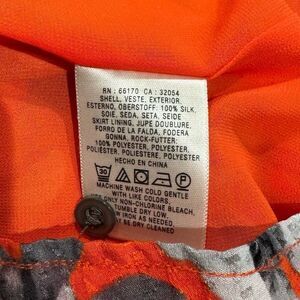 RN : 66170 CA : 32054
SHELL, VESTE, EXTERIOR,
ESTERNO, OBERSTOFF: 100% SILK,
SOIE, SEDA, SETA, SEIDE
SKIRT LINING, JUPE DOUBLURE,
FORRO DE LA FALDA, FODERA
GONNA, ROCK-FUTTER:
100% POLYESTER, POLYESTER,
POLIÉSTER, POLIESTERE, POLYESTER
HECHO EN CHINA
30
P
MACHINE WASH COLD GENTLE
WITH LIKE COLORS,
ONLY NON-CHLORINE BLEACH,
TUMBLE DRY LOW,
IRON AS NEEDED
BE DRY CLEANED